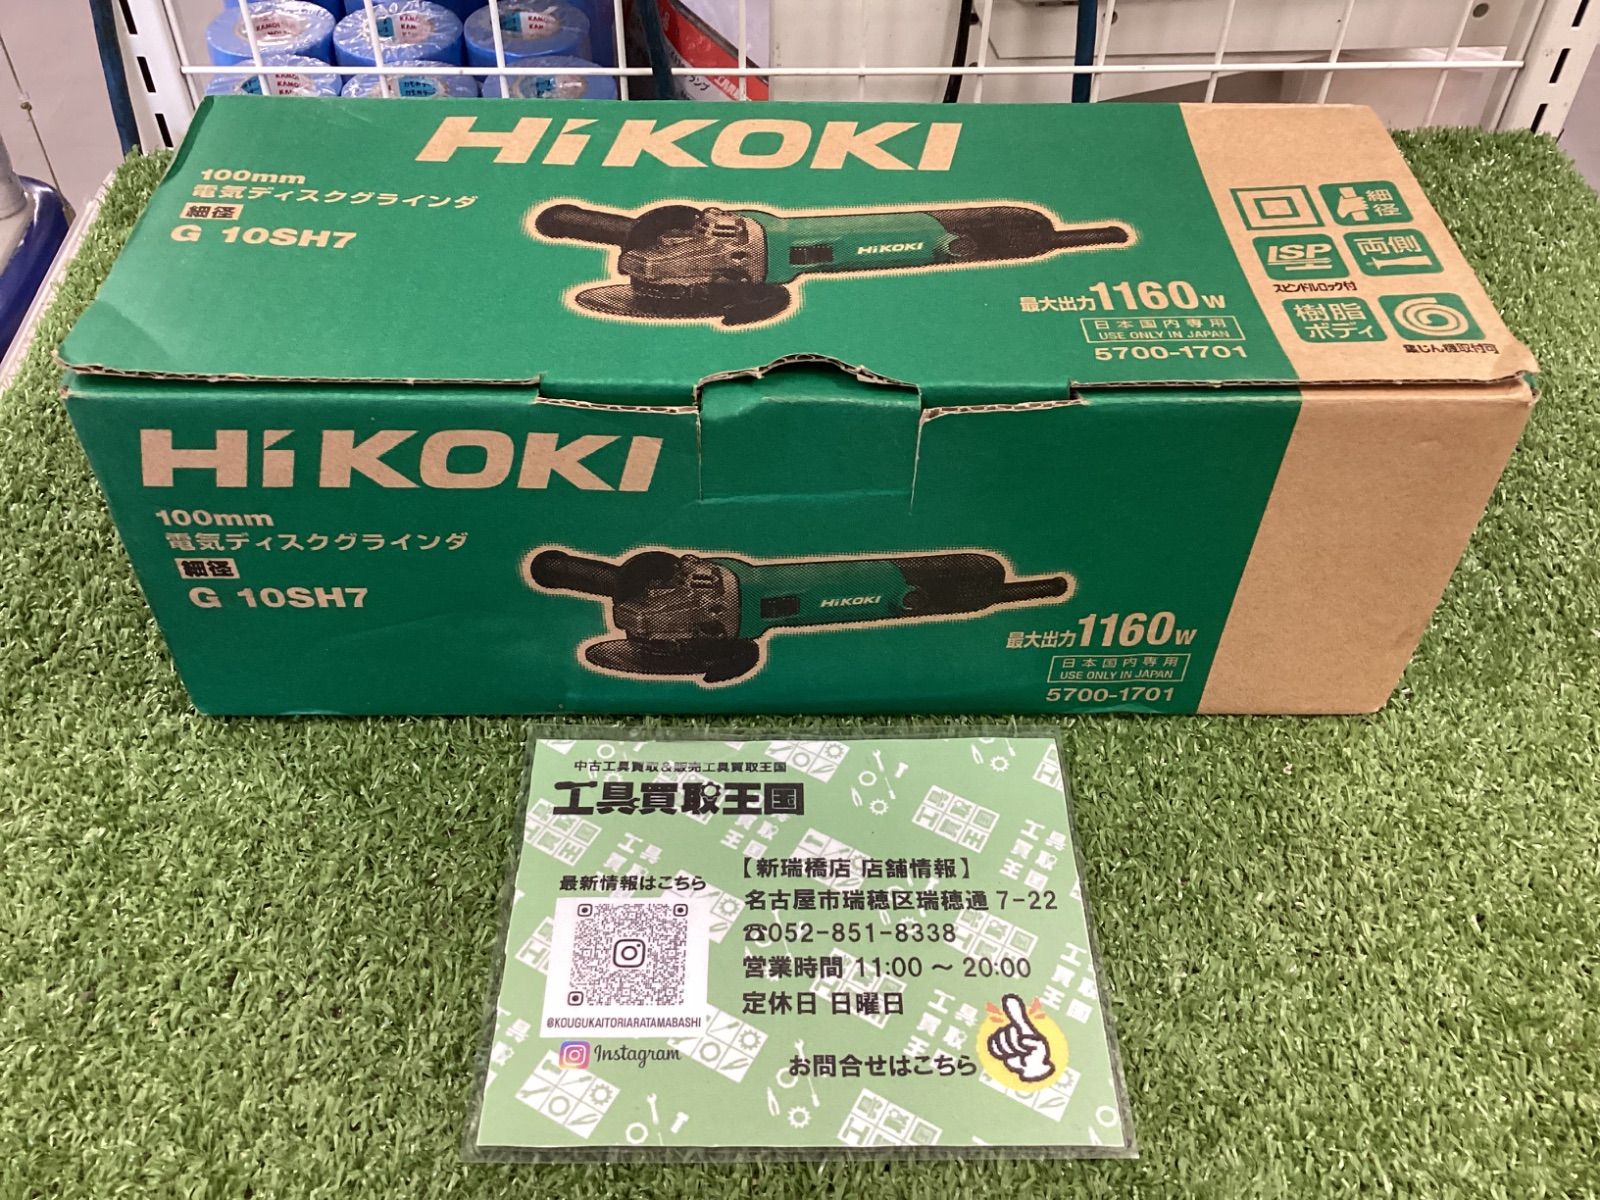 HiKOKI
100mm
電気ディスクグラインダ
細径
G 10SH7
HiKOKI
最大出力1160W
日本国内専用
USE ONLY IN JAPAN
5700-1701
細径
ISP
スピンドルロック付
両側
樹脂ボディ
集じん機取付可
HiKOKI
100mm
電気ディスクグラインダ
細径
G 10SH7
HiKOKI
最大出力1160W
日本国内専用
USE ONLY IN JAPAN
5700-1701
中古工具買取&販売工具買取王国
工具買取王国
最新情報はこちら
@KOUGUKAITORIARATAMABASHI
Instagram
【新瑞橋店 店舗情報】
名古屋市瑞穂区瑞穂通 7-22
☎052-851-8338
営業時間 11:00 ～ 20:00
定休日 日曜日
お問合せはこちら